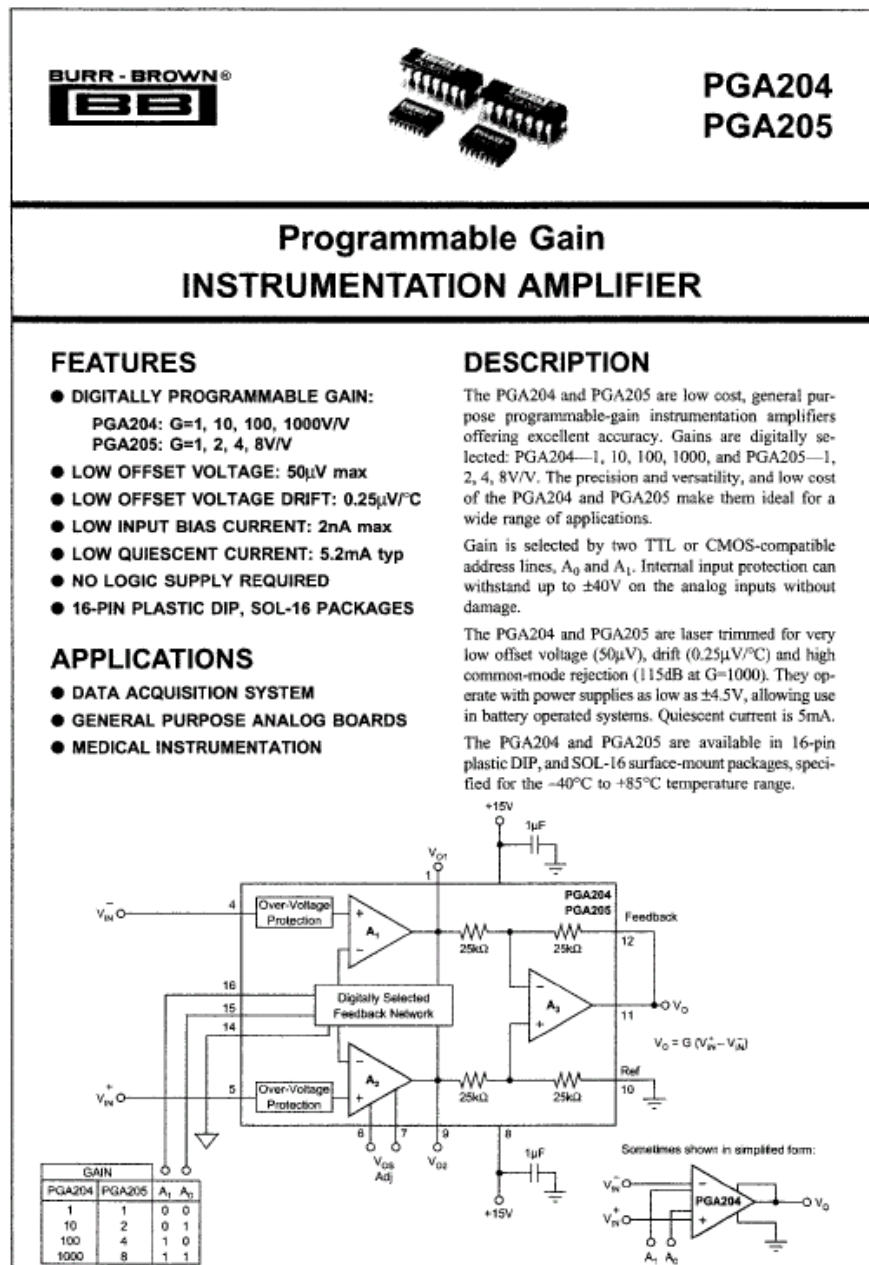 BURR - BROWN®
BB
PGA204
PGA205
Programmable Gain
INSTRUMENTATION AMPLIFIER
FEATURES
● DIGITALLY PROGRAMMABLE GAIN:
PGA204: G=1, 10, 100, 1000V/V
PGA205: G=1, 2, 4, 8V/V
● LOW OFFSET VOLTAGE: 50µV max
● LOW OFFSET VOLTAGE DRIFT: 0.25µV/°C
● LOW INPUT BIAS CURRENT: 2nA max
● LOW QUIESCENT CURRENT: 5.2mA typ
● NO LOGIC SUPPLY REQUIRED
● 16-PIN PLASTIC DIP, SOL-16 PACKAGES
APPLICATIONS
● DATA ACQUISITION SYSTEM
● GENERAL PURPOSE ANALOG BOARDS
● MEDICAL INSTRUMENTATION
DESCRIPTION
The PGA204 and PGA205 are low cost, general pur-
pose programmable-gain instrumentation amplifiers
offering excellent accuracy. Gains are digitally se-
lected: PGA204—1, 10, 100, 1000, and PGA205—1,
2, 4, 8V/V. The precision and versatility, and low cost
of the PGA204 and PGA205 make them ideal for a
wide range of applications.
Gain is selected by two TTL or CMOS-compatible
address lines, A0 and A1. Internal input protection can
withstand up to ±40V on the analog inputs without
damage.
The PGA204 and PGA205 are laser trimmed for very
low offset voltage (50µV), drift (0.25µV/°C) and high
common-mode rejection (115dB at G=1000). They op-
erate with power supplies as low as ±4.5V, allowing use
in battery operated systems. Quiescent current is 5mA.
The PGA204 and PGA205 are available in 16-pin
plastic DIP, and SOL-16 surface-mount packages, speci-
fied for the –40°C to +85°C temperature range.
+15V
1µF
VO1
1
PGA204
PGA205
VIN–
4
Over-Voltage
Protection
+
A1
–
25kΩ
25kΩ
Feedback
12
16
15
14
Digitally Selected
Feedback Network
–
A3
+
11
VO
VO = G (VIN+ – VIN–)
VIN+
5
Over-Voltage
Protection
–
A2
+
25kΩ
25kΩ
Ref
10
6
7
9
8
VOS
Adj
VO2
1µF
+15V
GAIN
PGA204 PGA205 A1 A0
1 1 0 0
10 2 0 1
100 4 1 0
1000 8 1 1
Sometimes shown in simplified form:
VIN–
–
PGA204
VIN+
+
VO
A1 A0